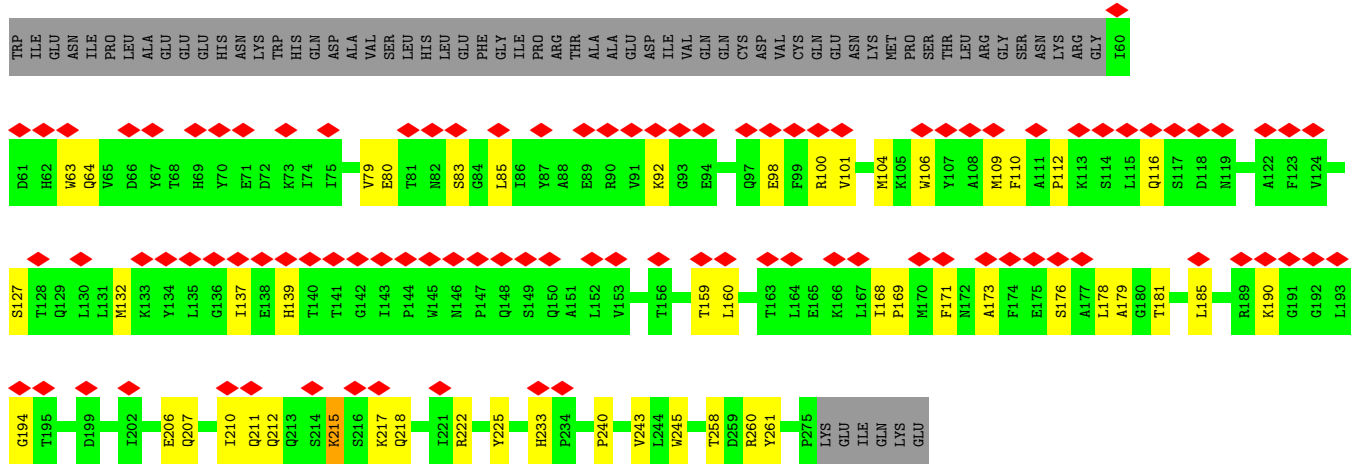 TRP ILE GLU ASN ILE PRO LEU ALA GLU GLU GLU HIS ASN LYS TRP HIS GLN ASP ALA VAL SER LEU HIS LEU GLU PHE GLY ILE PRO ARG THR ALA ALA GLU ASP ILE VAL GLN GLN CYS ASP VAL CYS GLN GLU ASN LYS MET PRO SER THR LEU ARG GLY SER ASN LYS ARG GLY I60
D61 H62 W63 Q64 V65 D66 Y67 T68 H69 Y70 E71 D72 K73 I74 I75 V79 E80 T81 N82 S83 G84 L85 I86 Y87 A88 E89 R90 V91 K92 G93 E94 Q97 E98 F99 R100 V101 M104 K105 W106 Y107 A108 M109 F110 A111 P112 K113 S114 L115 Q116 S117 D118 N119 A122 F123 V124
S127 T128 Q129 L130 L131 M132 K133 Y134 L135 G136 I137 E138 H139 T140 T141 G142 I143 P144 W145 N146 P147 Q148 S149 Q150 A151 L152 V153 T156 T159 L160 T163 L164 E165 K166 L167 I168 P169 M170 F171 N172 A173 F174 E175 S176 A177 L178 A179 G180 T181 L185 R189 K190 G191 G192 L193
G194 T195 D199 I202 E206 Q207 I210 Q211 Q212 Q213 S214 K215 S216 K217 Q218 I221 R222 Y225 H233 P234 P240 V243 L244 W245 T258 D259 R260 Y261 P275 LYS GLU ILE GLN LYS GLU